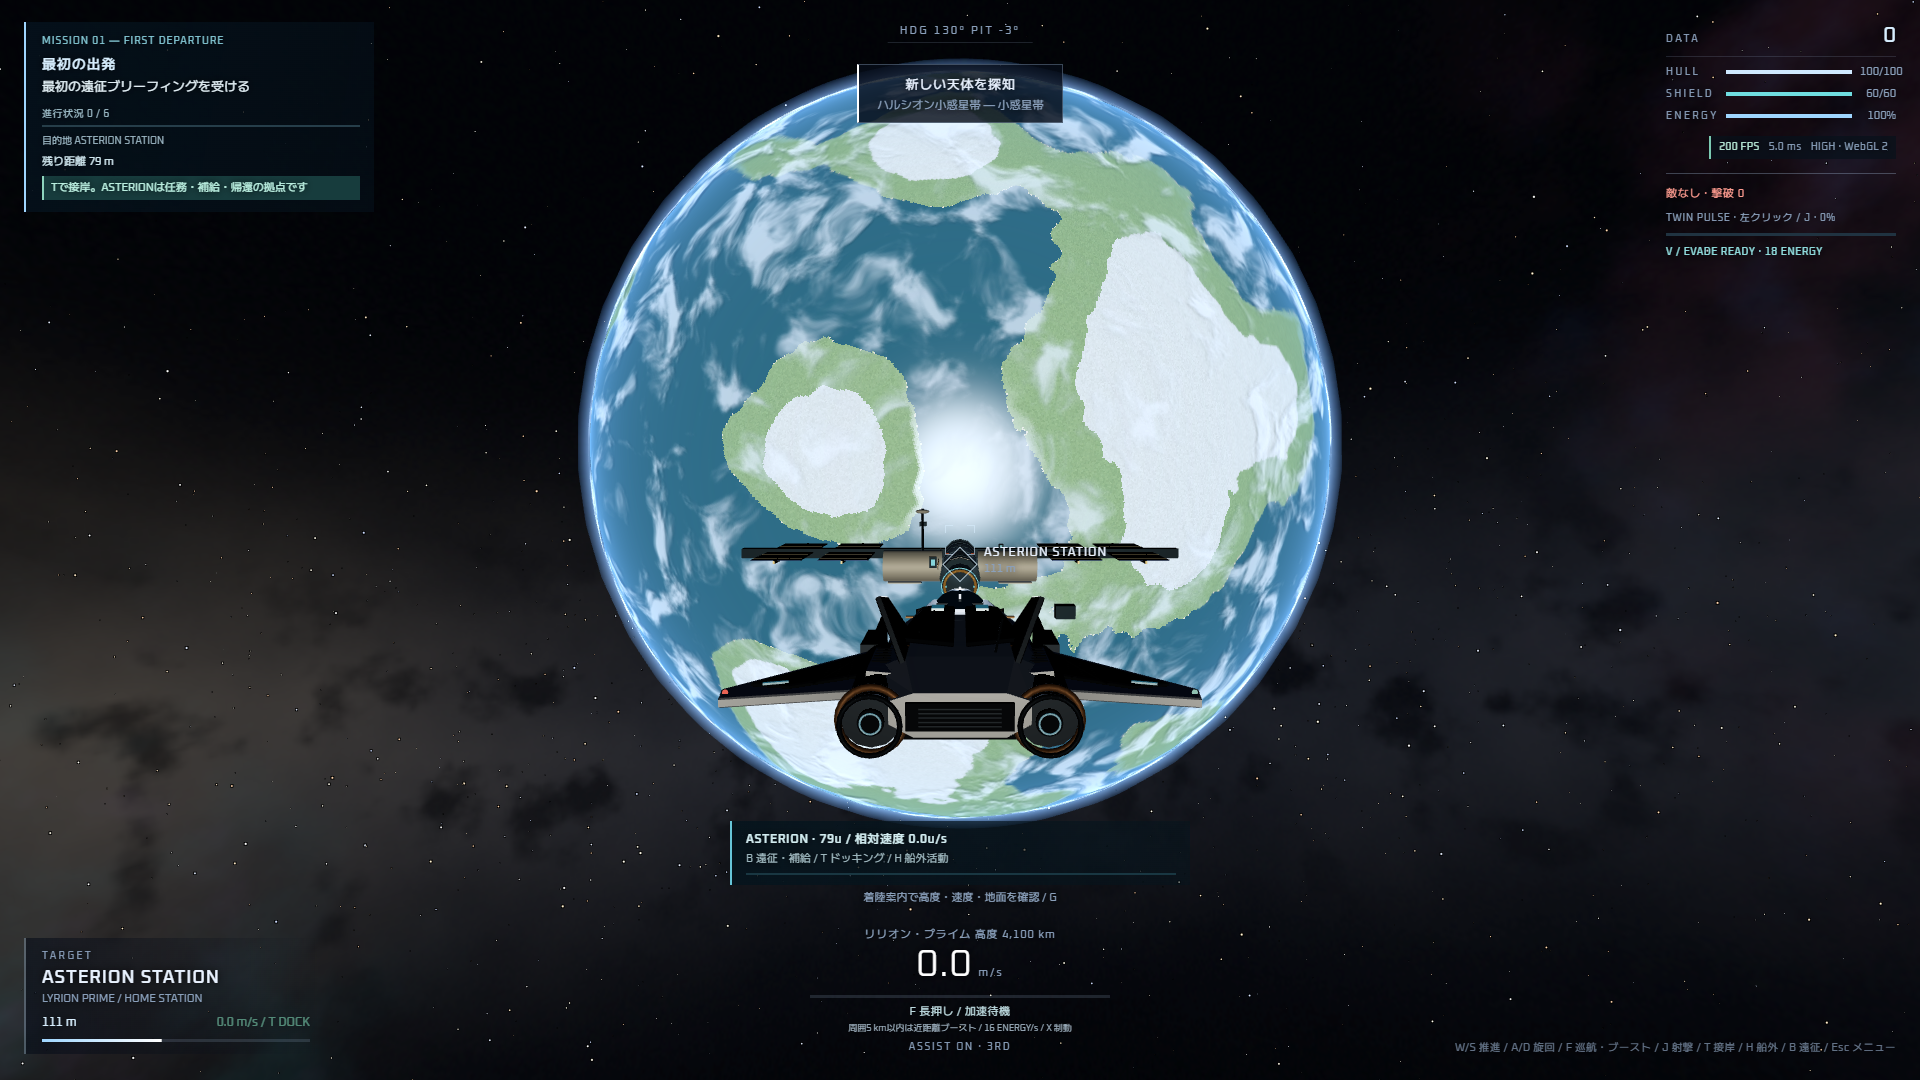 MISSION 01 — FIRST DEPARTURE
最初の出発
最初の遠征ブリーフィングを受ける
進行状況 0 / 6
目的地 ASTERION STATION
残り距離 79 m
Tで接岸。ASTERIONは任務・補給・帰還の拠点です
HDG 130° PIT -3°
新しい天体を探知
ハルシオン小惑星帯 — 小惑星帯
DATA 0
HULL 100/100
SHIELD 60/60
ENERGY 100%
200 FPS 5.0 ms HIGH · WebGL 2
敵なし・撃破 0
TWIN PULSE · 左クリック / J · 0%
V / EVADE READY · 18 ENERGY
ASTERION STATION
ASTERION · 79u / 相対速度 0.0u/s
B 遠征・補給 / T ドッキング / H 船外活動
着陸案内で高度・速度・地面を確認 / G
リリオン・プライム 高度 4,100 km
0.0 m/s
F 長押し / 加速待機
周囲5 km以内は近距離ブースト / 16 ENERGY/s / X 制動
ASSIST ON · 3RD
TARGET
ASTERION STATION
LYRION PRIME / HOME STATION
111 m 0.0 m/s / T DOCK
W/S 推進 / A/D 旋回 / F 巡航・ブースト / J 射撃 / T 接岸 / H 船外 / B 遠征 / Esc メニュー